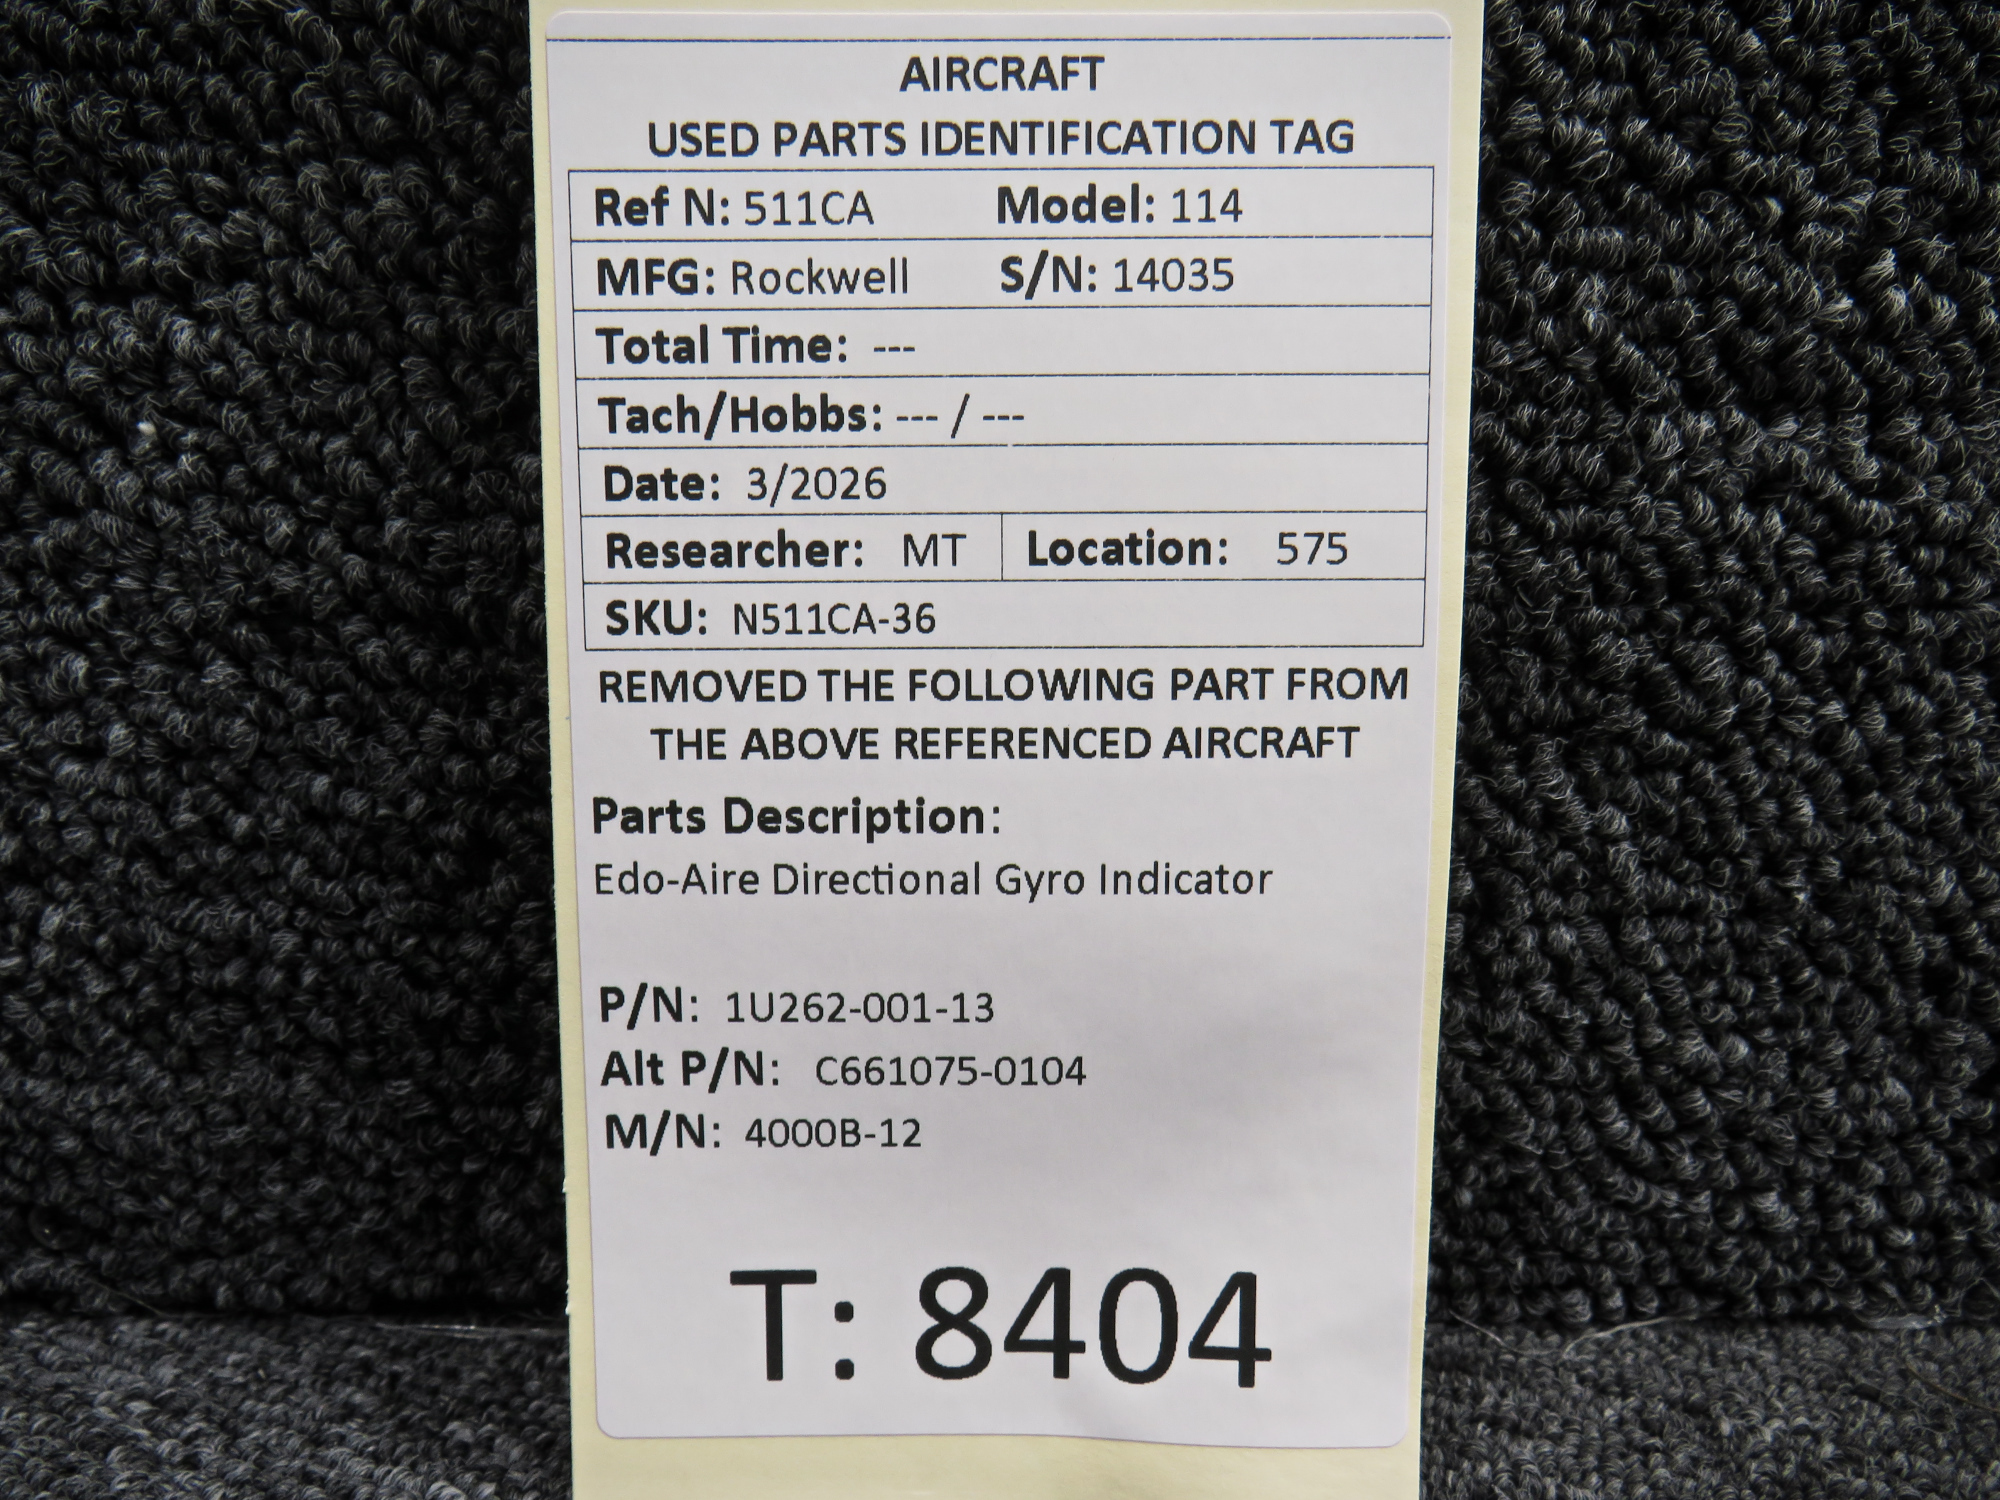 AIRCRAFT
USED PARTS IDENTIFICATION TAG
Ref N: 511CA Model: 114
MFG: Rockwell S/N: 14035
Total Time: ---
Tach/Hobbs: --- / ---
Date: 3/2026
Researcher: MT Location: 575
SKU: N511CA-36
REMOVED THE FOLLOWING PART FROM
THE ABOVE REFERENCED AIRCRAFT
Parts Description:
Edo-Aire Directional Gyro Indicator
P/N: 1U262-001-13
Alt P/N: C661075-0104
M/N: 4000B-12
T: 8404